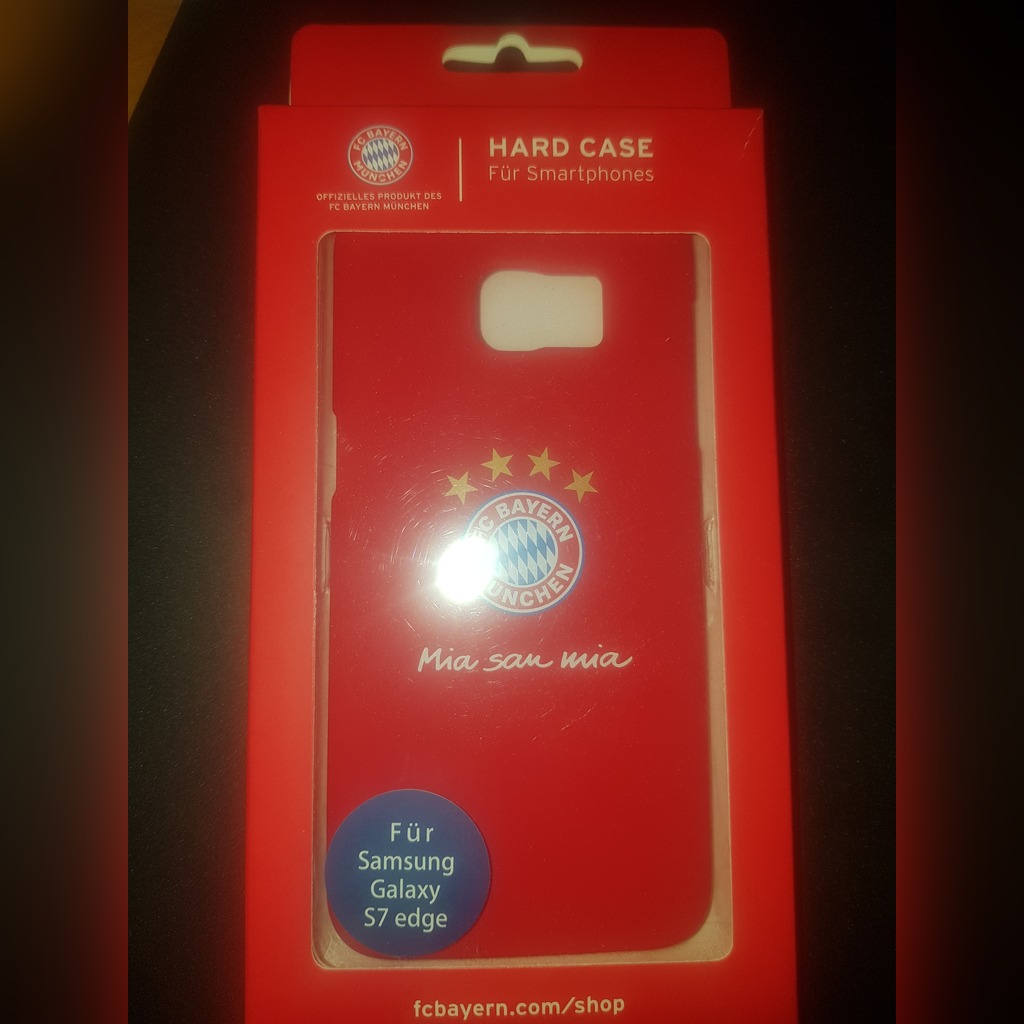 FC BAYERN
MÜNCHEN
OFFIZIELLES PRODUKT DES
FC BAYERN MÜNCHEN
HARD CASE
Für Smartphones
FC BAYERN
MÜNCHEN
Mia san mia
Für
Samsung
Galaxy
S7 edge
fcbayern.com/shop